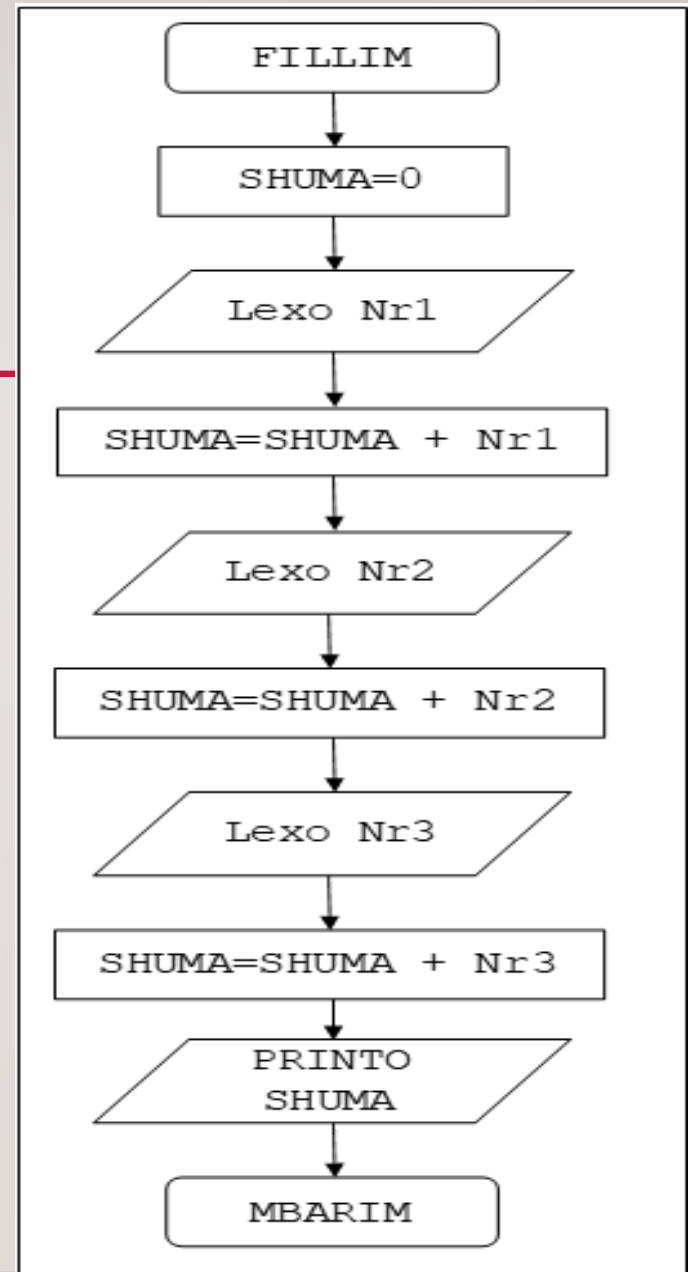 FILLIM
SHUMA=0
Lexo Nr1
SHUMA=SHUMA + Nr1
Lexo Nr2
SHUMA=SHUMA + Nr2
Lexo Nr3
SHUMA=SHUMA + Nr3
PRINTO
SHUMA
MBARIM